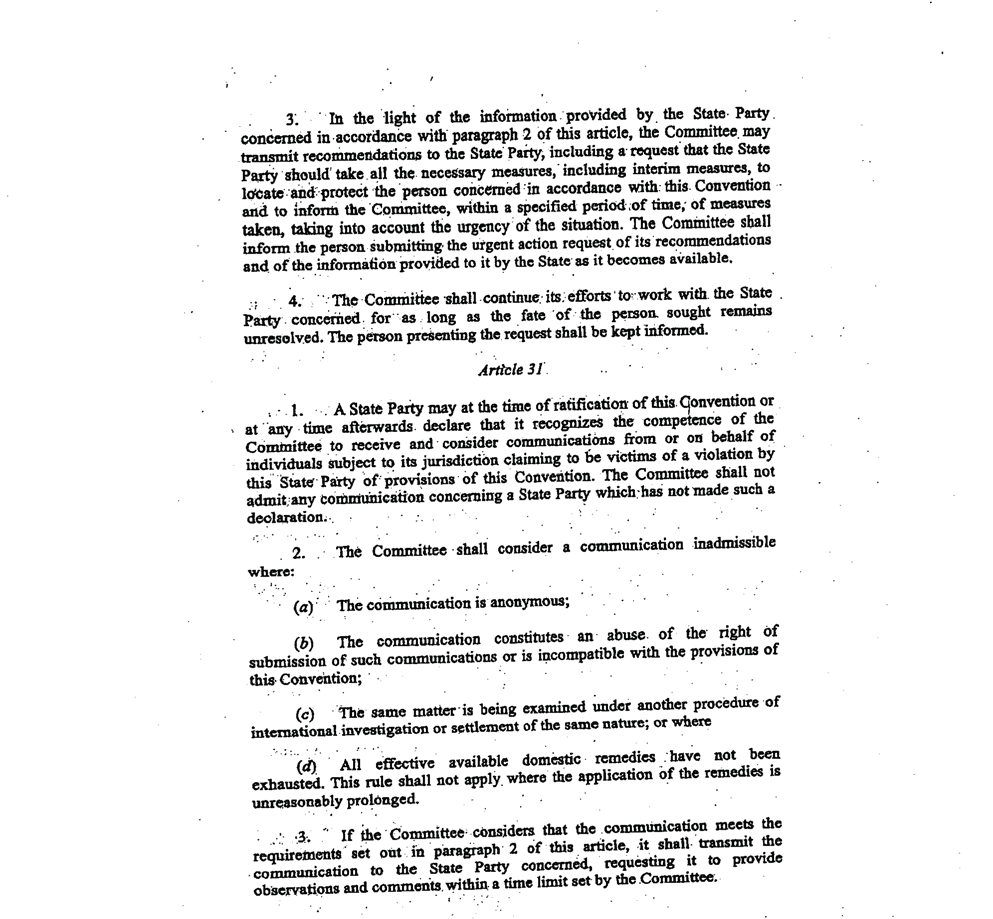 3. In the light of the information provided by the State Party
concerned in accordance with paragraph 2 of this article, the Committee may
transmit recommendations to the State Party, including a request that the State
Party should take all the necessary measures, including interim measures, to
locate and protect the person concerned in accordance with this Convention
and to inform the Committee, within a specified period of time, of measures
taken, taking into account the urgency of the situation. The Committee shall
inform the person submitting the urgent action request of its recommendations
and of the information provided to it by the State as it becomes available.
4. The Committee shall continue its efforts to work with the State
Party concerned for as long as the fate of the person sought remains
unresolved. The person presenting the request shall be kept informed.
Article 31
1. A State Party may at the time of ratification of this Convention or
at any time afterwards declare that it recognizes the competence of the
Committee to receive and consider communications from or on behalf of
individuals subject to its jurisdiction claiming to be victims of a violation by
this State Party of provisions of this Convention. The Committee shall not
admit any communication concerning a State Party which has not made such a
declaration.
2. The Committee shall consider a communication inadmissible
where:
(a) The communication is anonymous;
(b) The communication constitutes an abuse of the right of
submission of such communications or is incompatible with the provisions of
this Convention;
(c) The same matter is being examined under another procedure of
international investigation or settlement of the same nature; or where
(d) All effective available domestic remedies have not been
exhausted. This rule shall not apply where the application of the remedies is
unreasonably prolonged.
3. If the Committee considers that the communication meets the
requirements set out in paragraph 2 of this article, it shall transmit the
communication to the State Party concerned, requesting it to provide
observations and comments within a time limit set by the Committee.